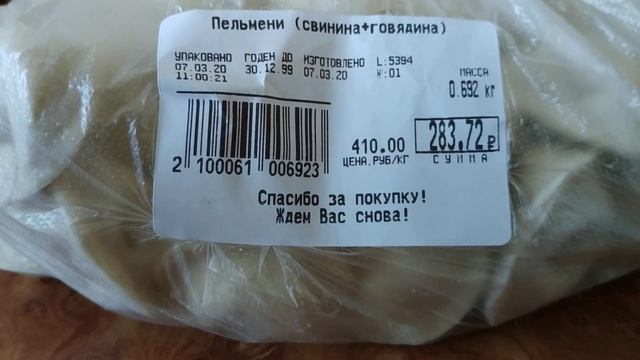 Пельмени (свинина+говядина)
УПАКОВАНО ГОДЕН ДО ИЗГОТОВЛЕНО L:5394
07.03.20 30.12.99 07.03.20 №:01
11:00:21
МАССА
0.692 кг
410.00 283.72 ₽
ЦЕНА,РУБ/КГ СУММА
2 100061 006923
Спасибо за покупку!
Ждем Вас снова!